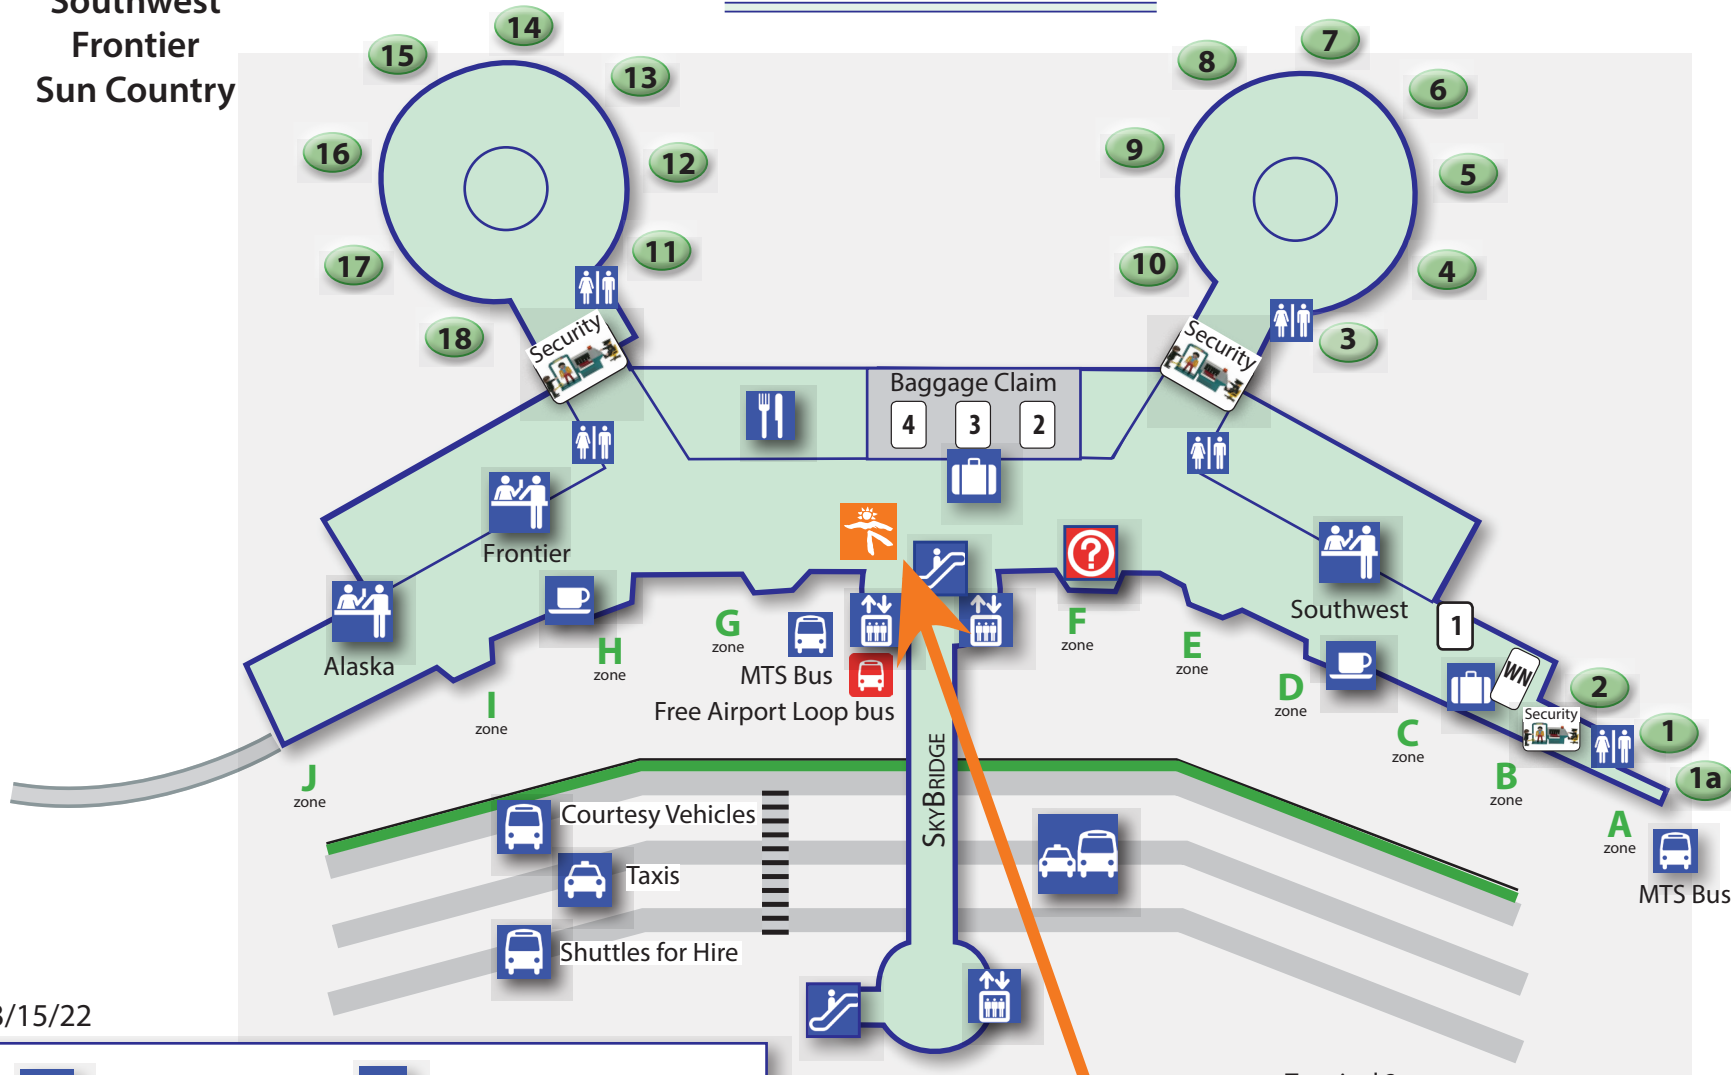 Southwest
Frontier
Sun Country
14
15
13
16
12
17
11
18
7
8
6
9
5
10
4
3
Security
Security
Baggage Claim
4
3
2
Frontier
Alaska
Southwest
1
WN
Security
2
1
1a
?
J
zone
I
zone
H
zone
G
zone
F
zone
E
zone
D
zone
C
zone
B
zone
A
zone
MTS Bus
Free Airport Loop bus
MTS Bus
SKYBRIDGE
Courtesy Vehicles
Taxis
Shuttles for Hire
/15/22